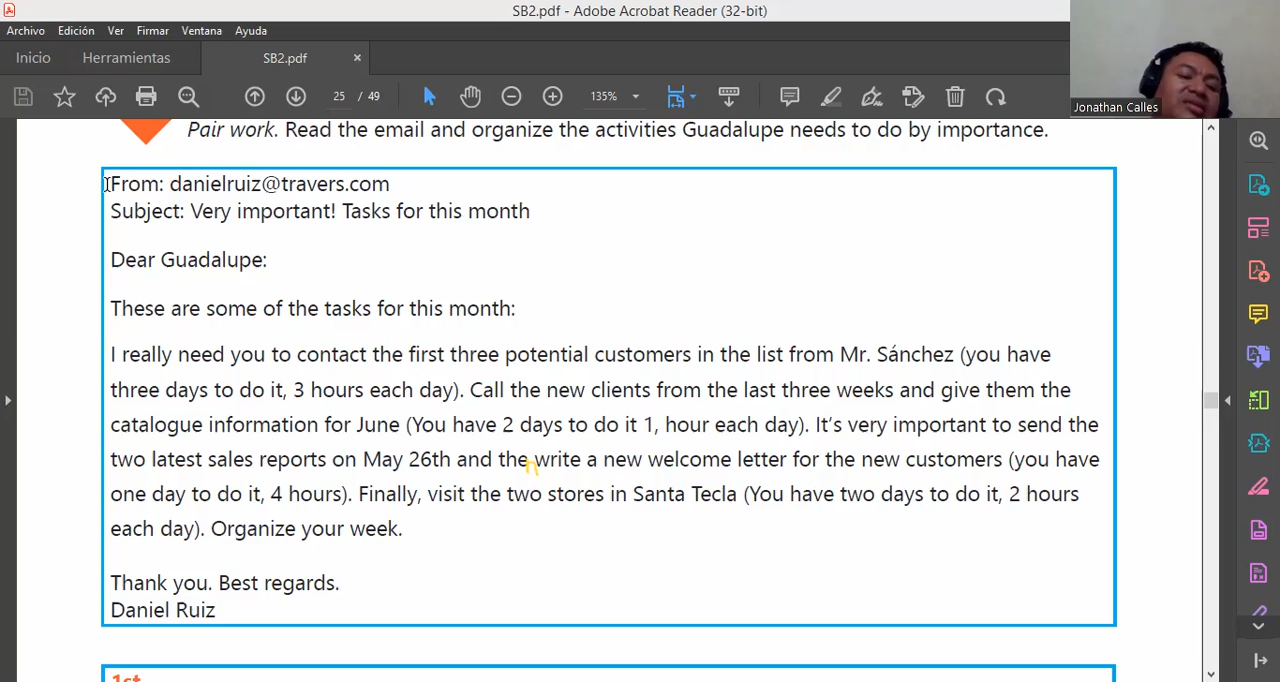 SB2.pdf - Adobe Acrobat Reader (32-bit)
Archivo Edición Ver Firmar Ventana Ayuda
Inicio Herramientas SB2.pdf ×
25 / 49 135%
Jonathan Calles
Pair work. Read the email and organize the activities Guadalupe needs to do by importance.
From: danielruiz@travers.com
Subject: Very important! Tasks for this month
Dear Guadalupe:
These are some of the tasks for this month:
I really need you to contact the first three potential customers in the list from Mr. Sánchez (you have
three days to do it, 3 hours each day). Call the new clients from the last three weeks and give them the
catalogue information for June (You have 2 days to do it 1, hour each day). It's very important to send the
two latest sales reports on May 26th and the n write a new welcome letter for the new customers (you have
one day to do it, 4 hours). Finally, visit the two stores in Santa Tecla (You have two days to do it, 2 hours
each day). Organize your week.
Thank you. Best regards.
Daniel Ruiz
1st